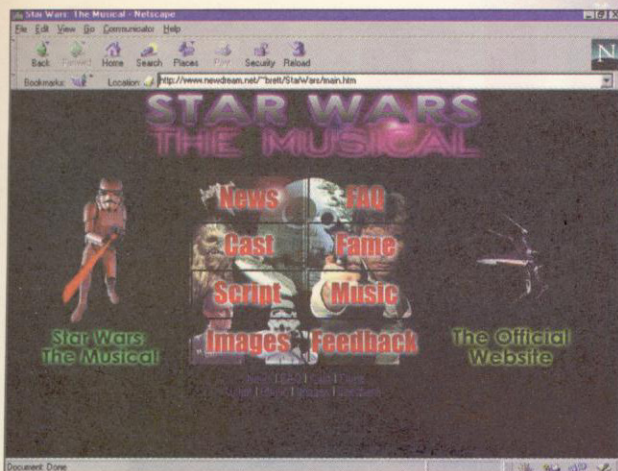 Star Wars: The Musical - Netscape
File Edit View Go Communicator Help
Back Forward Home Search Places Print Security Reload
Bookmarks Location: http://www.newdream.net/~brett/StarWars/main.htm
N
STAR WARS
THE MUSICAL
News FAQ
Cast Fame
Script Music
Images Feedback
Star Wars
The Musical
The Official
Website
Document: Done